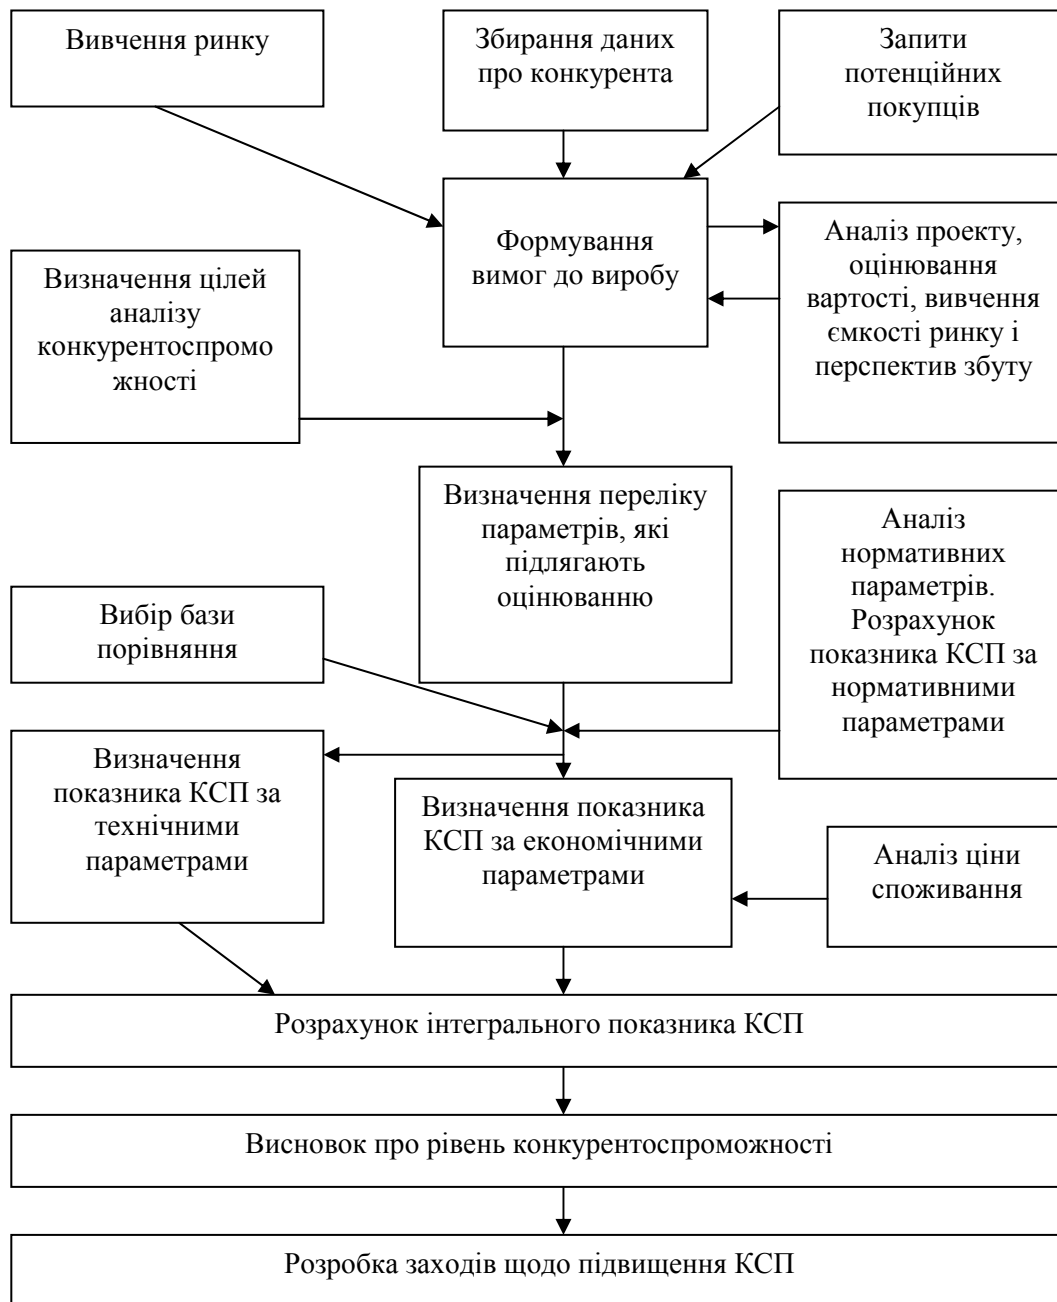 Вивчення ринку
Збирання даних
про конкурента
Запити
потенційних
покупців
Формування
вимог до виробу
Аналіз проекту,
оцінювання
вартості, вивчення
ємкості ринку і
перспектив збуту
Визначення цілей
аналізу
конкурентоспромо
жності
Визначення переліку
параметрів, які
підлягають
оцінюванню
Аналіз
нормативних
параметрів.
Розрахунок
показника КСП за
нормативними
параметрами
Вибір бази
порівняння
Визначення
показника КСП за
технічними
параметрами
Визначення показника
КСП за економічними
параметрами
Аналіз ціни
споживання
Розрахунок інтегрального показника КСП
Висновок про рівень конкурентоспроможності
Розробка заходів щодо підвищення КСП